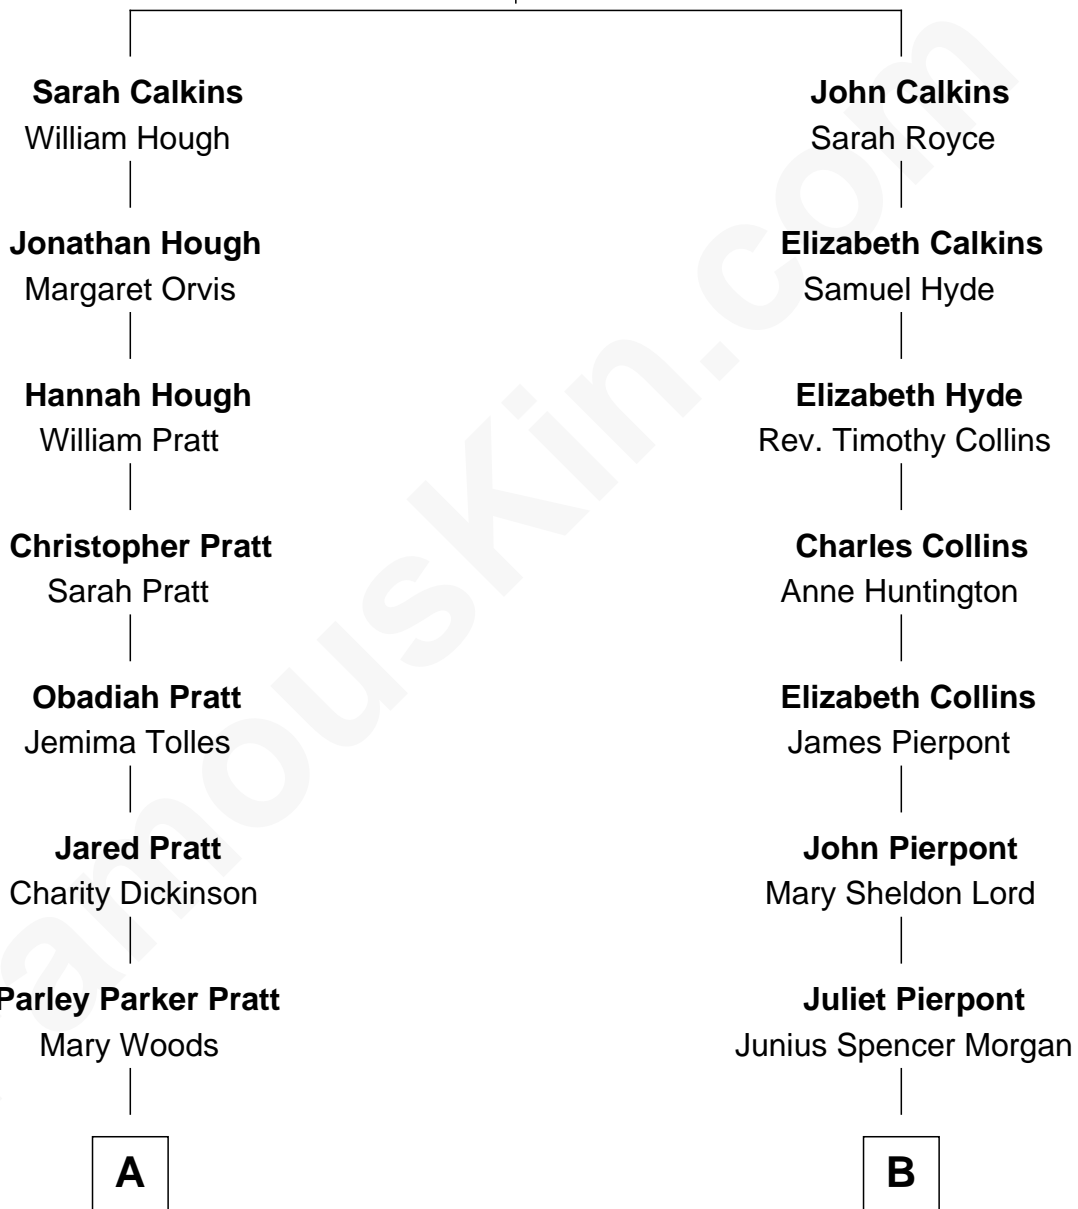 Sarah Calkins
William Hough
John Calkins
Sarah Royce
Jonathan Hough
Margaret Orvis
Elizabeth Calkins
Samuel Hyde
Hannah Hough
William Pratt
Elizabeth Hyde
Rev. Timothy Collins
Christopher Pratt
Sarah Pratt
Charles Collins
Anne Huntington
Obadiah Pratt
Jemima Tolles
Elizabeth Collins
James Pierpont
Jared Pratt
Charity Dickinson
John Pierpont
Mary Sheldon Lord
Parley Parker Pratt
Mary Woods
Juliet Pierpont
Junius Spencer Morgan
A
B
amouskin.com